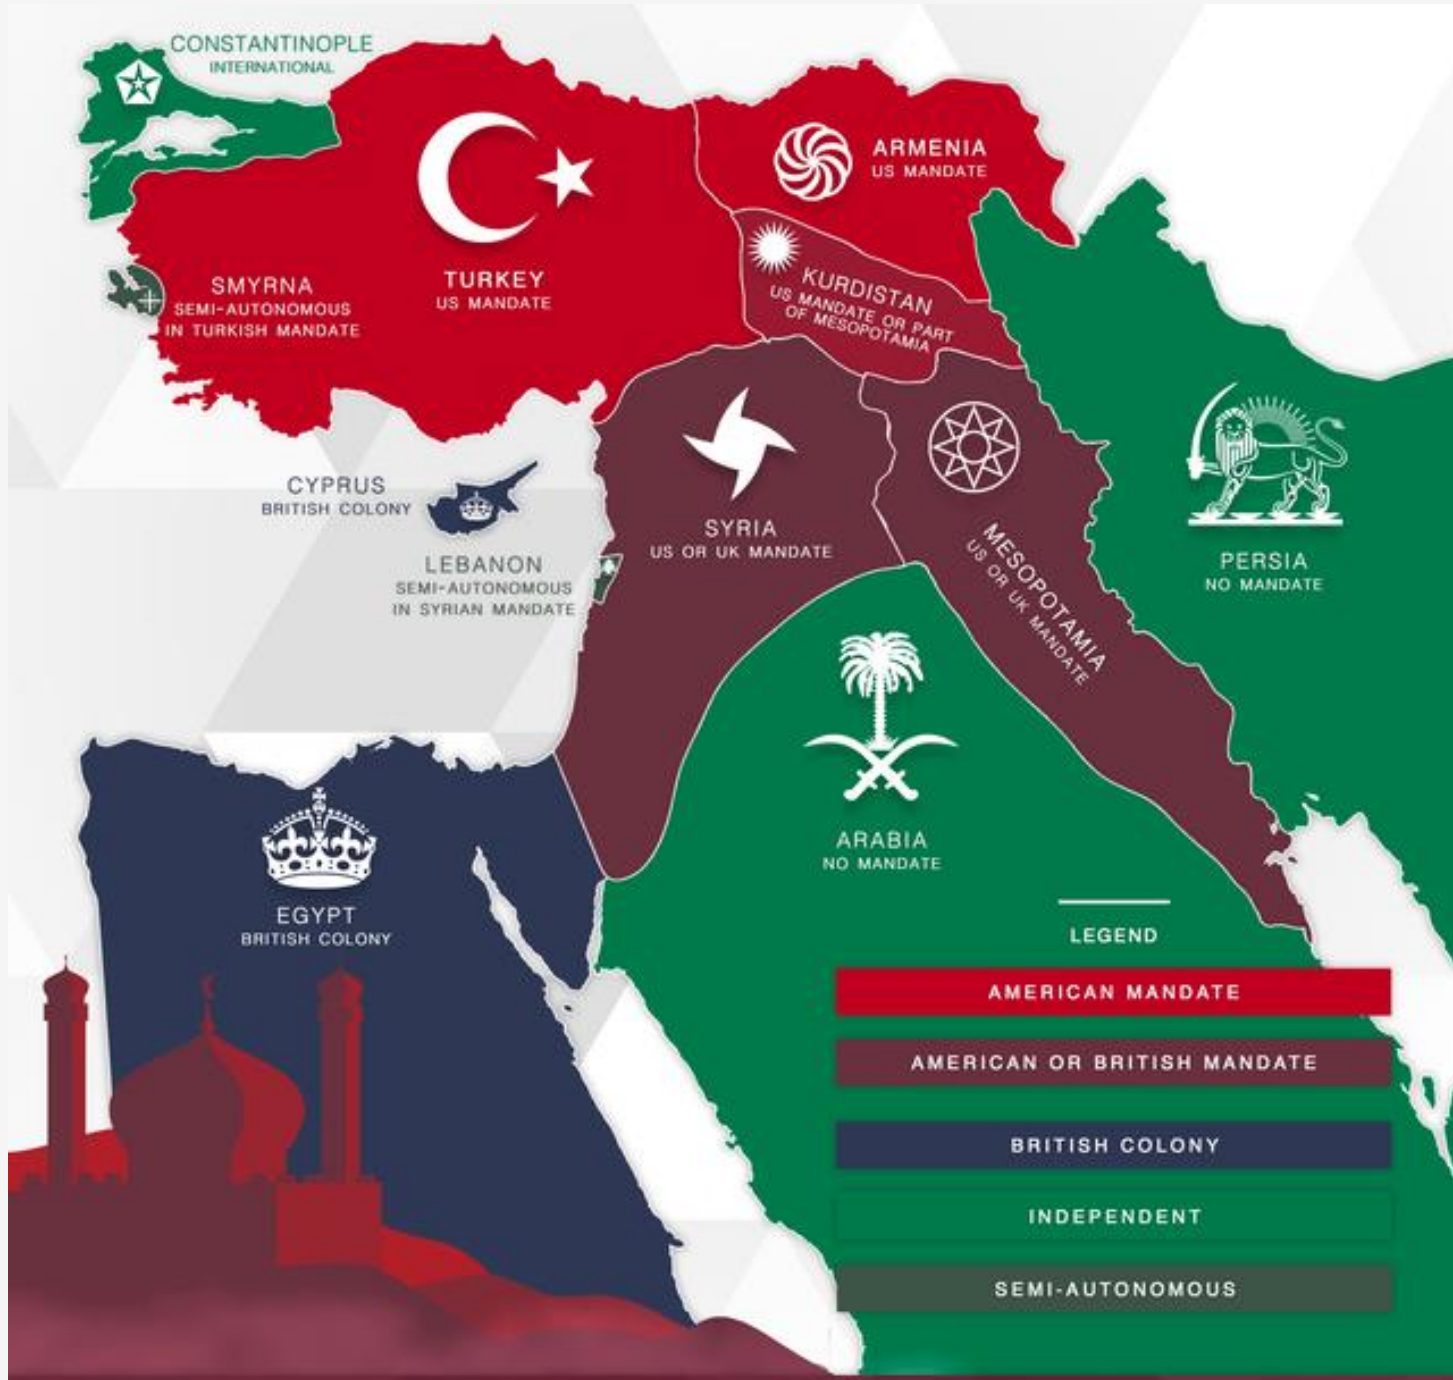 CONSTANTINOPLE
INTERNATIONAL
ARMENIA
US MANDATE
TURKEY
US MANDATE
SMYRNA
SEMI-AUTONOMOUS
IN TURKISH MANDATE
KURDISTAN
US MANDATE OR PART
OF MESOPOTAMIA
CYPRUS
BRITISH COLONY
SYRIA
US OR UK MANDATE
LEBANON
SEMI-AUTONOMOUS
IN SYRIAN MANDATE
MESOPOTAMIA
US OR UK MANDATE
PERSIA
NO MANDATE
ARABIA
NO MANDATE
EGYPT
BRITISH COLONY
LEGEND
AMERICAN MANDATE
AMERICAN OR BRITISH MANDATE
BRITISH COLONY
INDEPENDENT
SEMI-AUTONOMOUS